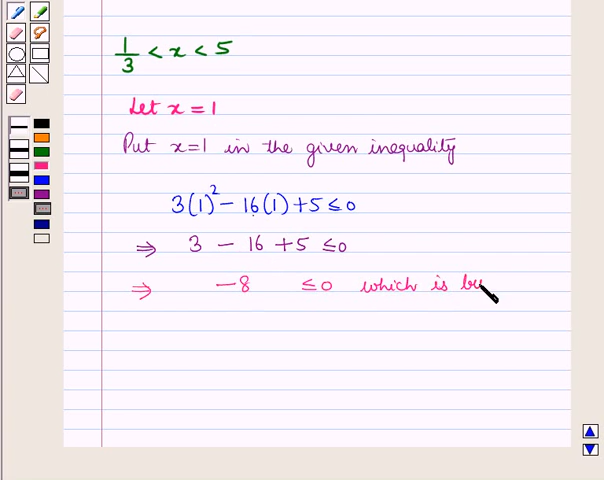 1/3 < x < 5
Let x = 1
Put x=1 in the given inequality
3(1)² - 16(1) + 5 ≤ 0
⇒ 3 - 16 + 5 ≤ 0
⇒ -8 ≤ 0 which is